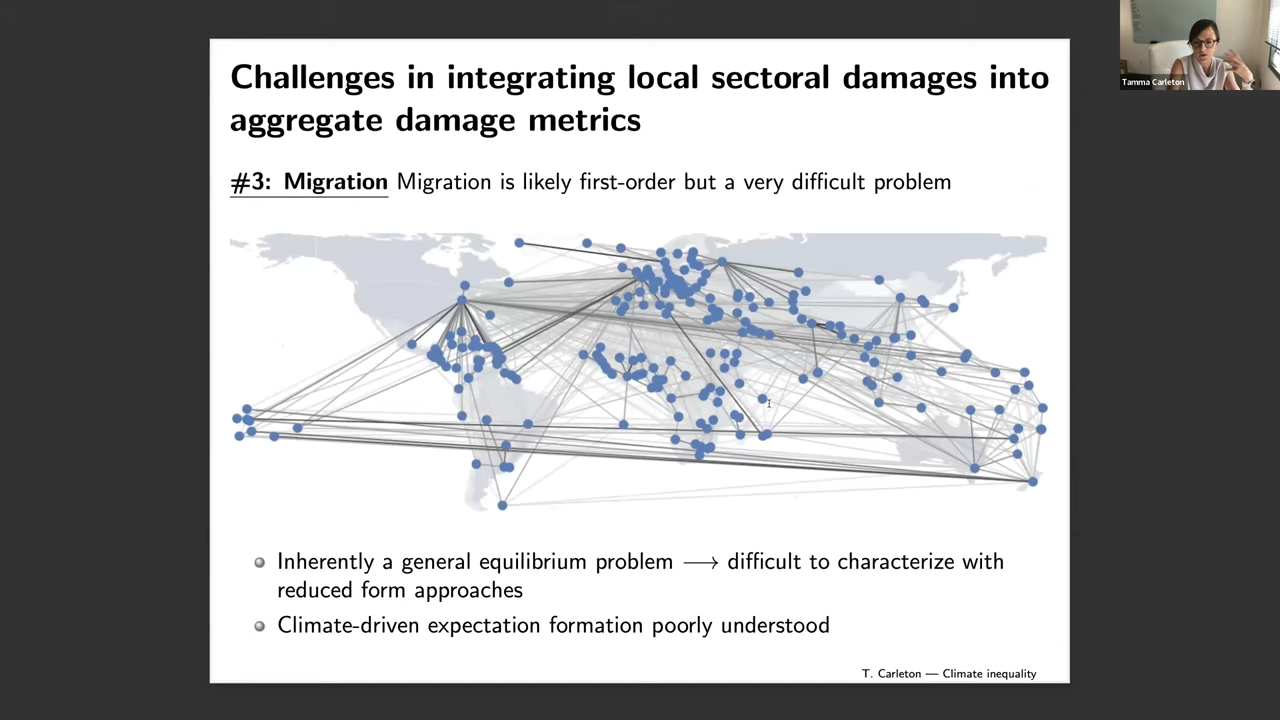 Challenges in integrating local sectoral damages into
aggregate damage metrics
#3: Migration Migration is likely first-order but a very difficult problem
Inherently a general equilibrium problem ⟶ difficult to characterize with
reduced form approaches
Climate-driven expectation formation poorly understood
T. Carleton — Climate inequality
Tamma Carleton